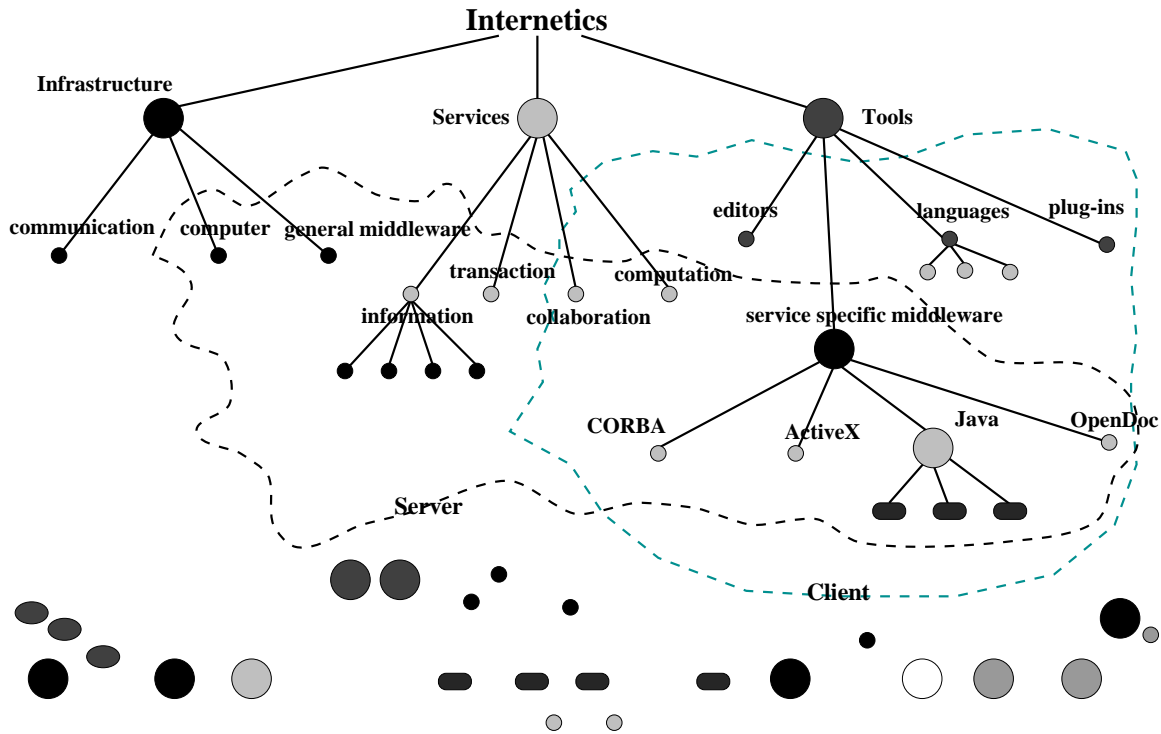 Internetics
Infrastructure
Services
Tools
communication
computer
general middleware
editors
languages
plug-ins
transaction
computation
information
collaboration
service specific middleware
CORBA
ActiveX
Java
OpenDoc
Server
Client